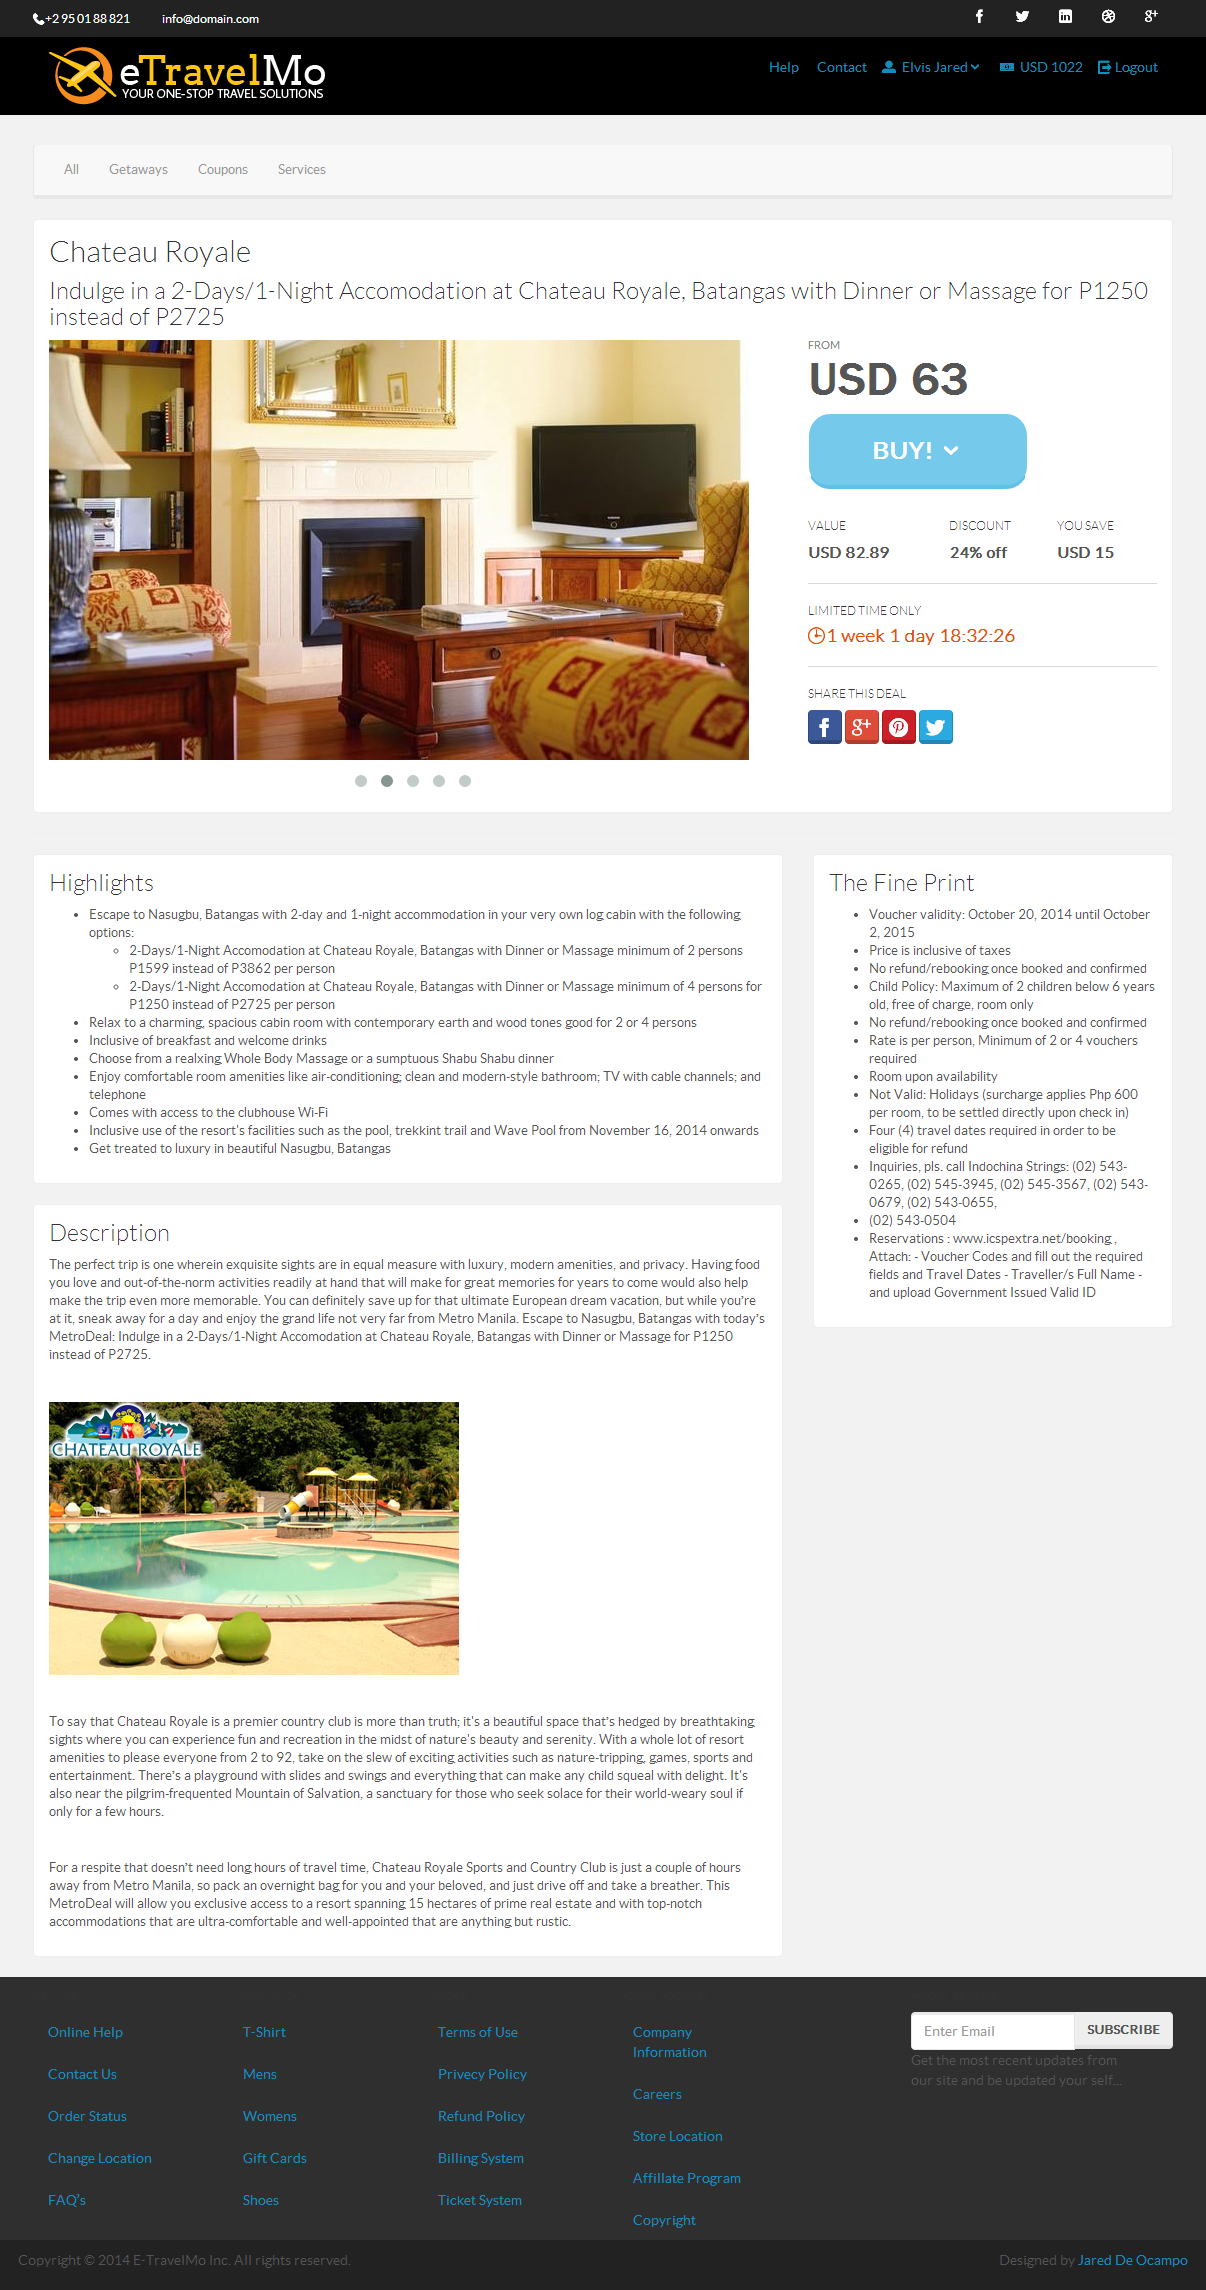 +2 95 01 88 821 info@domain.com
eTravelMo
YOUR ONE-STOP TRAVEL SOLUTIONS
Help Contact Elvis Jared USD 1022 Logout
All Getaways Coupons Services
Chateau Royale
Indulge in a 2-Days/1-Night Accomodation at Chateau Royale, Batangas with Dinner or Massage for P1250
instead of P2725
FROM
USD 63
BUY!
VALUE DISCOUNT YOU SAVE
USD 82.89 24% off USD 15
LIMITED TIME ONLY
1 week 1 day 18:32:26
SHARE THIS DEAL
Highlights
Escape to Nasugbu, Batangas with 2-day and 1-night accommodation in your very own log cabin with the following
options:
2-Days/1-Night Accomodation at Chateau Royale, Batangas with Dinner or Massage minimum of 2 persons
P1599 instead of P3862 per person
2-Days/1-Night Accomodation at Chateau Royale, Batangas with Dinner or Massage minimum of 4 persons for
P1250 instead of P2725 per person
Relax to a charming, spacious cabin room with contemporary earth and wood tones good for 2 or 4 persons
Inclusive of breakfast and welcome drinks
Choose from a realxing Whole Body Massage or a sumptuous Shabu Shabu dinner
Enjoy comfortable room amenities like air-conditioning; clean and modern-style bathroom; TV with cable channels; and
telephone
Comes with access to the clubhouse Wi-Fi
Inclusive use of the resort's facilities such as the pool, trekkint trail and Wave Pool from November 16, 2014 onwards
Get treated to luxury in beautiful Nasugbu, Batangas
The Fine Print
Voucher validity: October 20, 2014 until October
2, 2015
Price is inclusive of taxes
No refund/rebooking once booked and confirmed
Child Policy: Maximum of 2 children below 6 years
old, free of charge, room only
No refund/rebooking once booked and confirmed
Rate is per person, Minimum of 2 or 4 vouchers
required
Room upon availability
Not Valid: Holidays (surcharge applies Php 600
per room, to be settled directly upon check in)
Four (4) travel dates required in order to be
eligible for refund
Inquiries, pls. call Indochina Strings: (02) 543-
0265, (02) 545-3945, (02) 545-3567, (02) 543-
0679, (02) 543-0655,
(02) 543-0504
Reservations : www.icspextra.net/booking ,
Attach: - Voucher Codes and fill out the required
fields and Travel Dates - Traveller/s Full Name -
and upload Government Issued Valid ID
Description
The perfect trip is one wherein exquisite sights are in equal measure with luxury, modern amenities, and privacy. Having food
you love and out-of-the-norm activities readily at hand that will make for great memories for years to come would also help
make the trip even more memorable. You can definitely save up for that ultimate European dream vacation, but while you're
at it, sneak away for a day and enjoy the grand life not very far from Metro Manila. Escape to Nasugbu, Batangas with today's
MetroDeal: Indulge in a 2-Days/1-Night Accomodation at Chateau Royale, Batangas with Dinner or Massage for P1250
instead of P2725.
CHATEAU ROYALE
To say that Chateau Royale is a premier country club is more than truth; it's a beautiful space that's hedged by breathtaking
sights where you can experience fun and recreation in the midst of nature's beauty and serenity. With a whole lot of resort
amenities to please everyone from 2 to 92, take on the slew of exciting activities such as nature-tripping, games, sports and
entertainment. There's a playground with slides and swings and everything that can make any child squeal with delight. It's
also near the pilgrim-frequented Mountain of Salvation, a sanctuary for those who seek solace for their world-weary soul if
only for a few hours.
For a respite that doesn't need long hours of travel time, Chateau Royale Sports and Country Club is just a couple of hours
away from Metro Manila, so pack an overnight bag for you and your beloved, and just drive off and take a breather. This
MetroDeal will allow you exclusive access to a resort spanning 15 hectares of prime real estate and with top-notch
accommodations that are ultra-comfortable and well-appointed that are anything but rustic.
Online Help
Contact Us
Order Status
Change Location
FAQ's
T-Shirt
Mens
Womens
Gift Cards
Shoes
Terms of Use
Privecy Policy
Refund Policy
Billing System
Ticket System
Company
Information
Careers
Store Location
Affillate Program
Copyright
Enter Email SUBSCRIBE
Get the most recent updates from
our site and be updated your self...
Copyright © 2014 E-TravelMo Inc. All rights reserved.
Designed by Jared De Ocampo